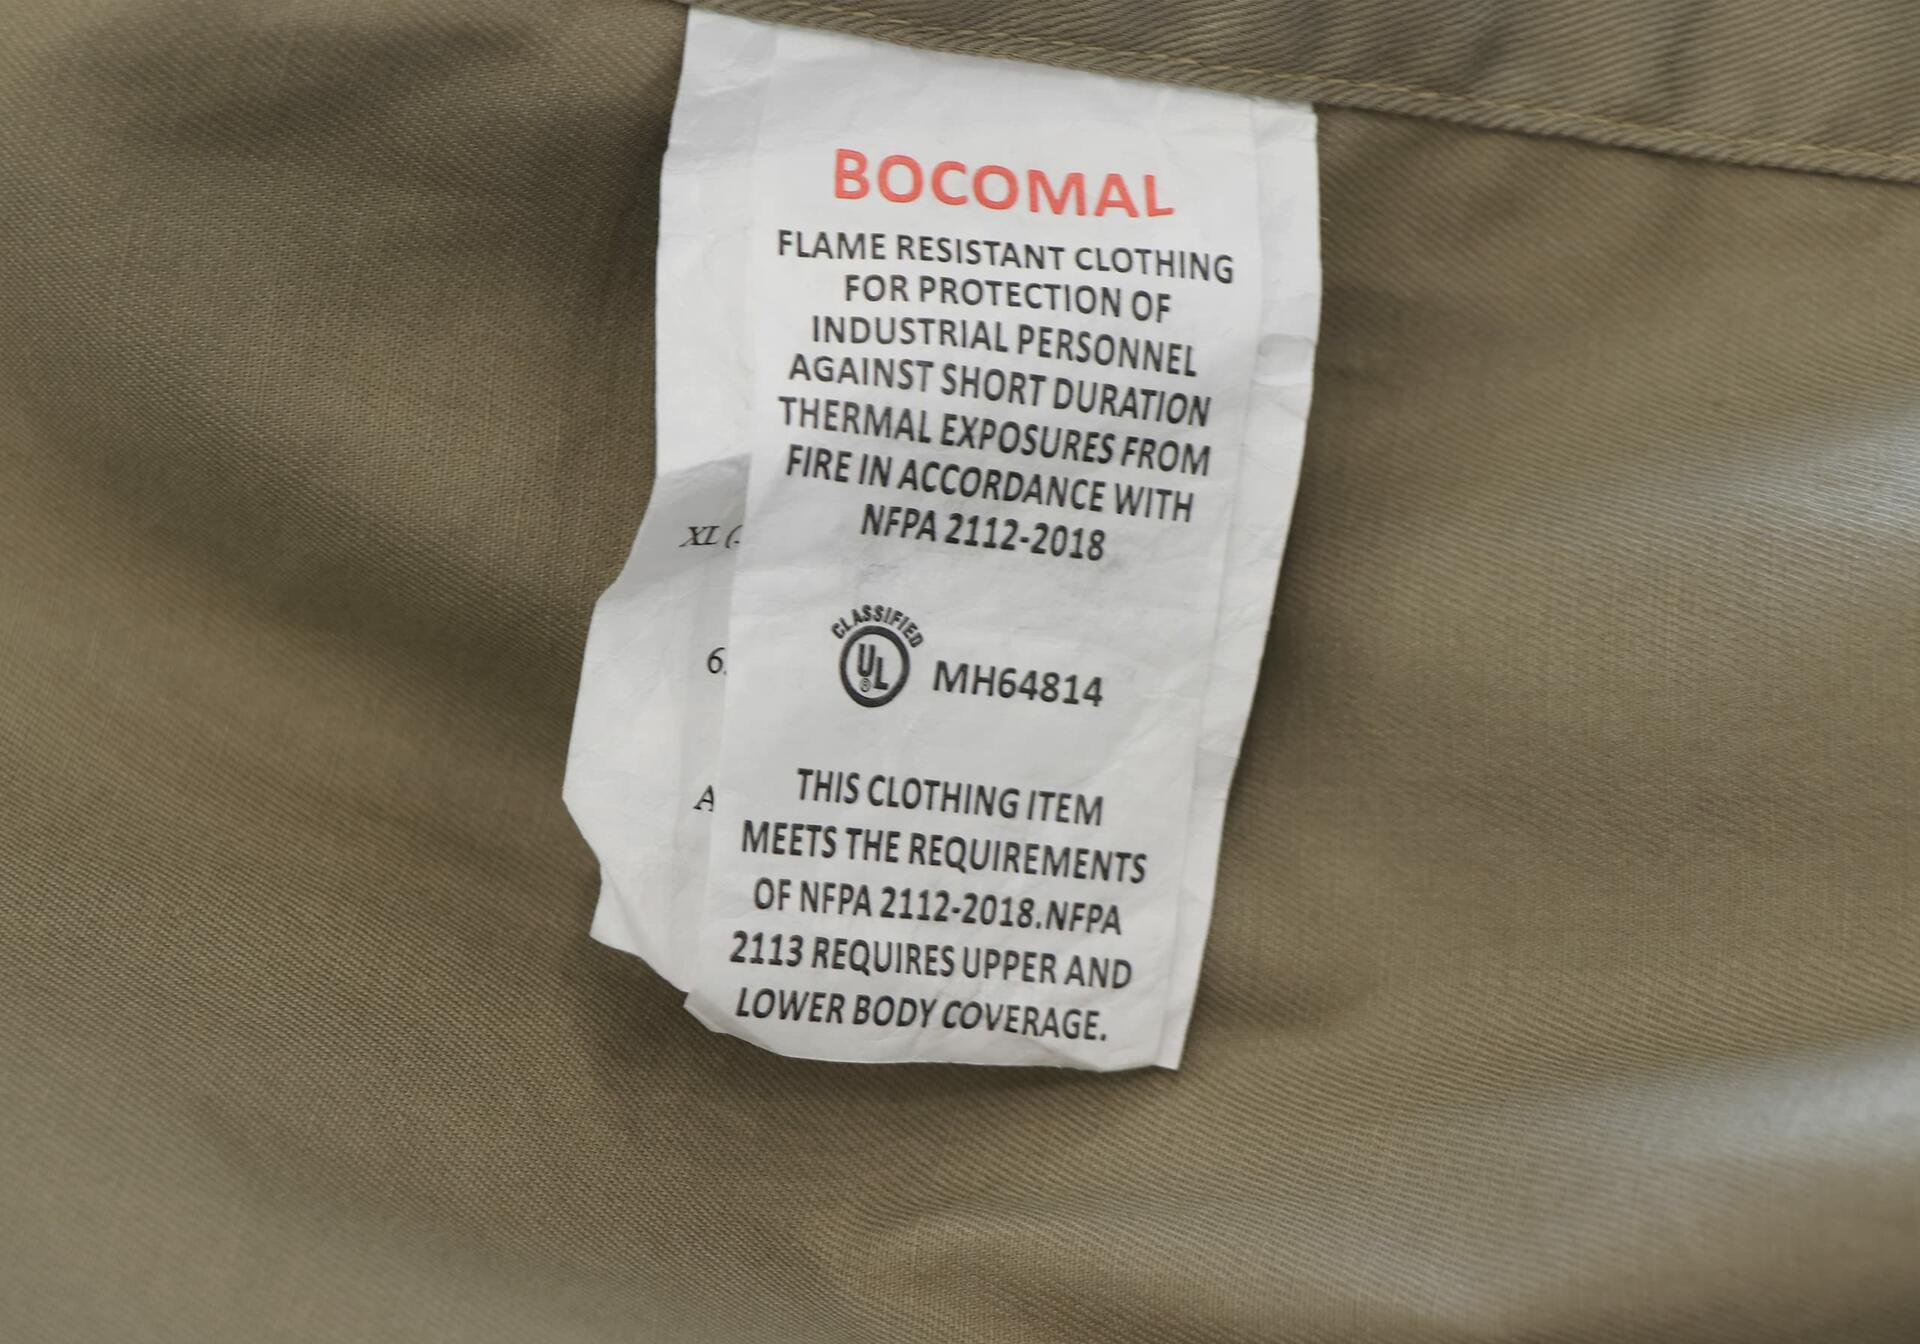 BOCOMAL
FLAME RESISTANT CLOTHING
FOR PROTECTION OF
INDUSTRIAL PERSONNEL
AGAINST SHORT DURATION
THERMAL EXPOSURES FROM
FIRE IN ACCORDANCE WITH
NFPA 2112-2018
XL (
CLASSIFIED
UL®
MH64814
6
THIS CLOTHING ITEM
MEETS THE REQUIREMENTS
OF NFPA 2112-2018.NFPA
2113 REQUIRES UPPER AND
LOWER BODY COVERAGE.
A